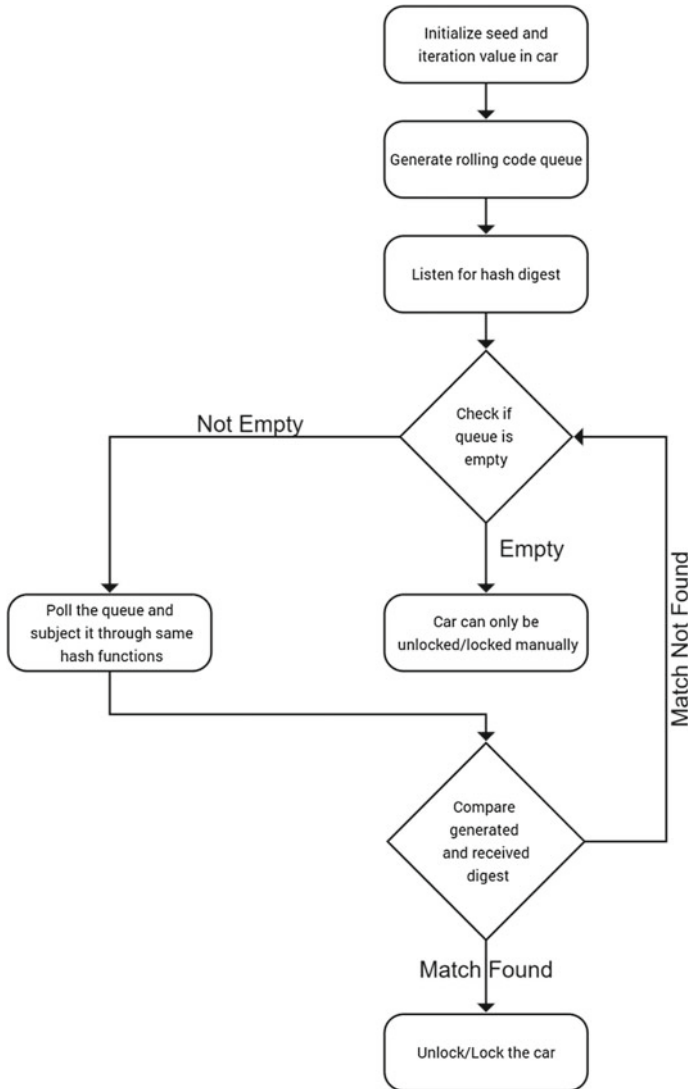 Initialize seed and
iteration value in car
Generate rolling code queue
Listen for hash digest
Check if
queue is
empty
Not Empty
Empty
Poll the queue and
subject it through same
hash functions
Car can only be
unlocked/locked manually
Match Not Found
Compare
generated
and received
digest
Match Found
Unlock/Lock the car